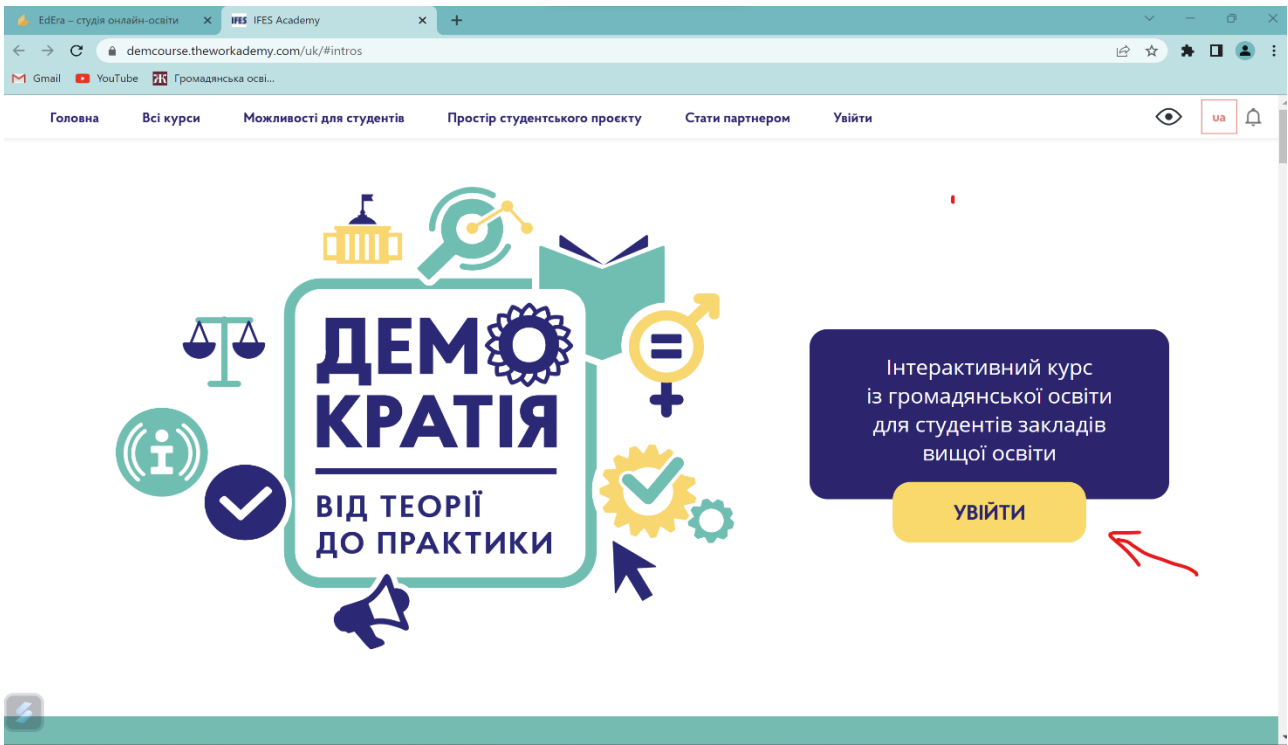 EdEra – студія онлайн-освіти
IFES IFES Academy
demcourse.theworkademy.com/uk/#intros
Gmail YouTube Громадянська осві...
Головна Всі курси Можливості для студентів Простір студентського проєкту Стати партнером Увійти ua
ДЕМО
КРАТІЯ
ВІД ТЕОРІЇ
ДО ПРАКТИКИ
Інтерактивний курс
із громадянської освіти
для студентів закладів
вищої освіти
УВІЙТИ